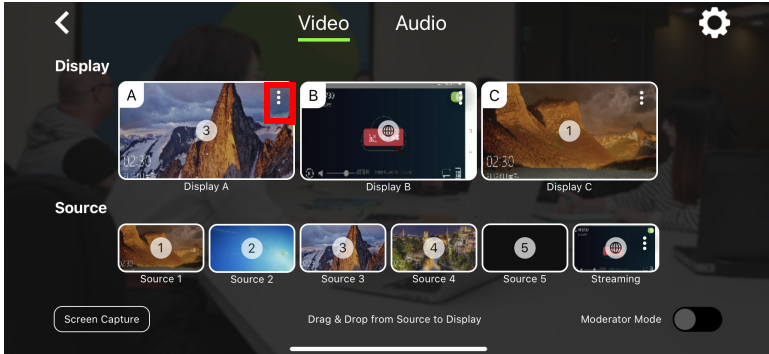 Video Audio
Display
A B C
3 1
02:30 02:30
Display A Display B Display C
Source
1 2 3 4 5
Source 1 Source 2 Source 3 Source 4 Source 5 Streaming
Screen Capture Drag & Drop from Source to Display Moderator Mode